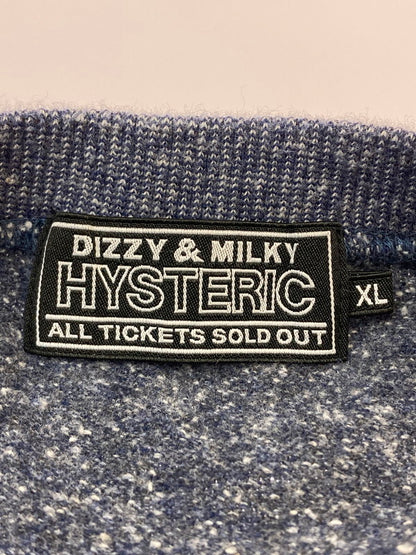 DIZZY & MILKY
HYSTERIC
ALL TICKETS SOLD OUT
XL